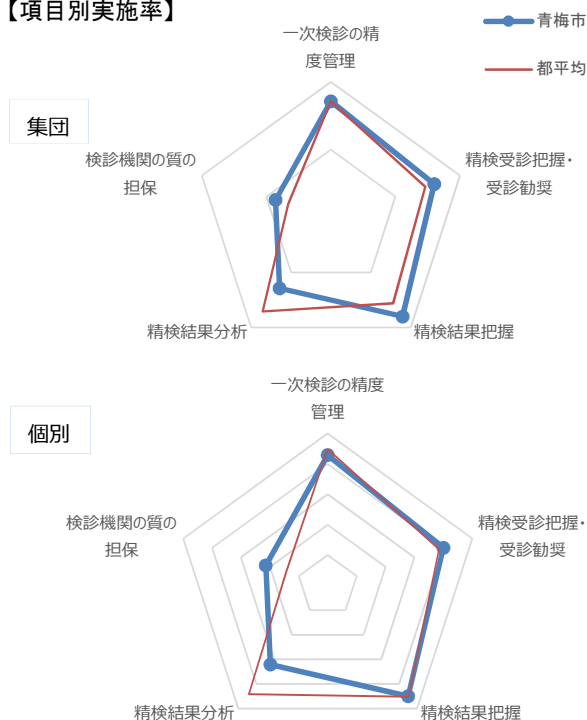 【項目別実施率】
青梅市
都平均
集団
一次検診の精
度管理
精検受診把握・
受診勧奨
精検結果把握
精検結果分析
検診機関の質の
担保
個別
一次検診の精度
管理
精検受診把握・
受診勧奨
精検結果把握
精検結果分析
検診機関の質の
担保